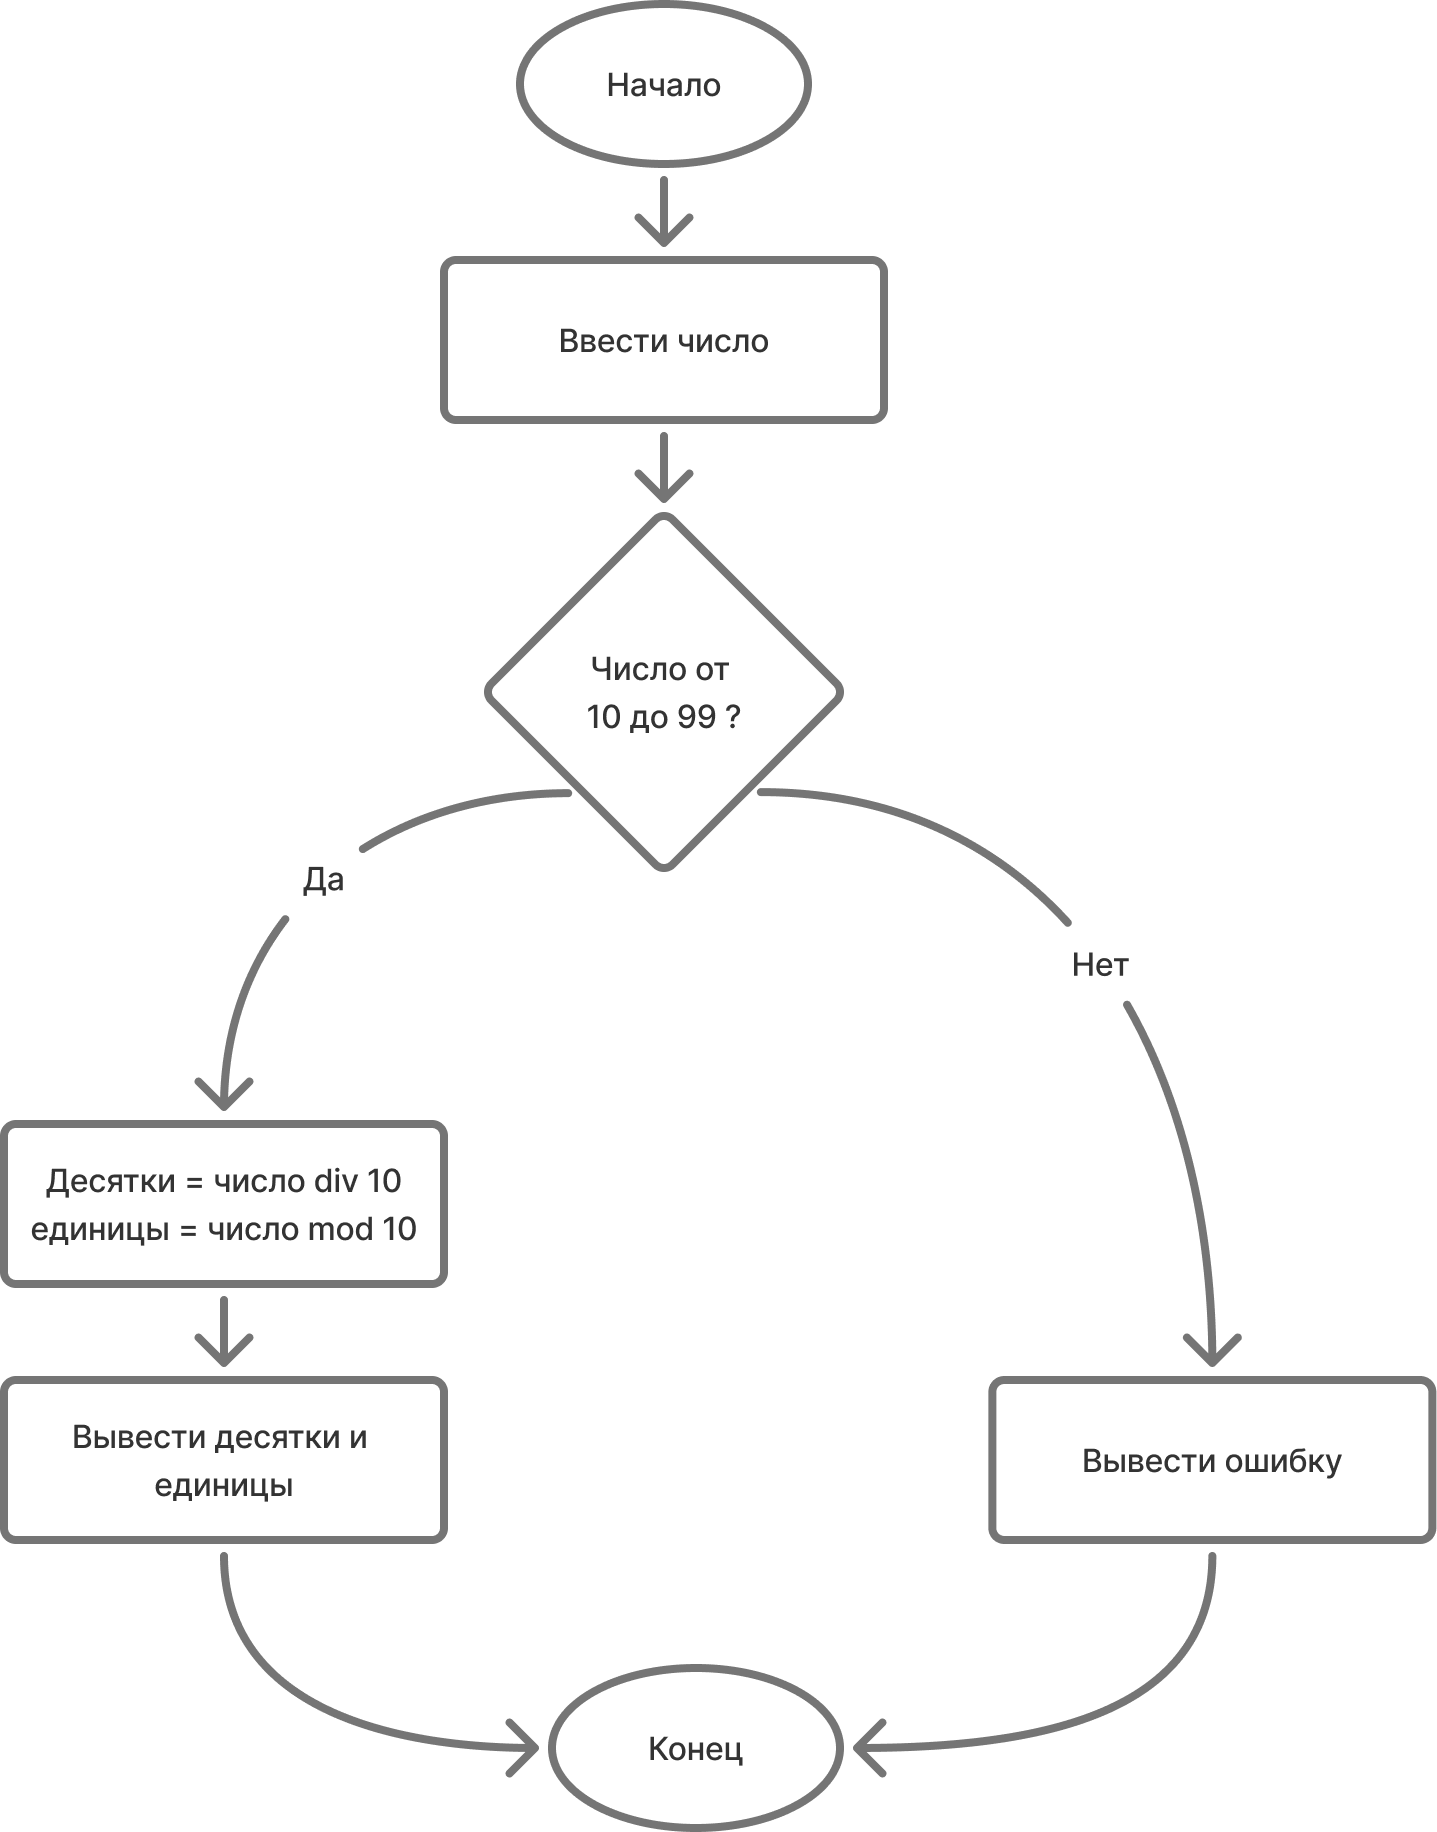 Начало
Ввести число
Число от
10 до 99 ?
Да
Нет
Десятки = число div 10
единицы = число mod 10
Вывести десятки и
единицы
Вывести ошибку
Конец